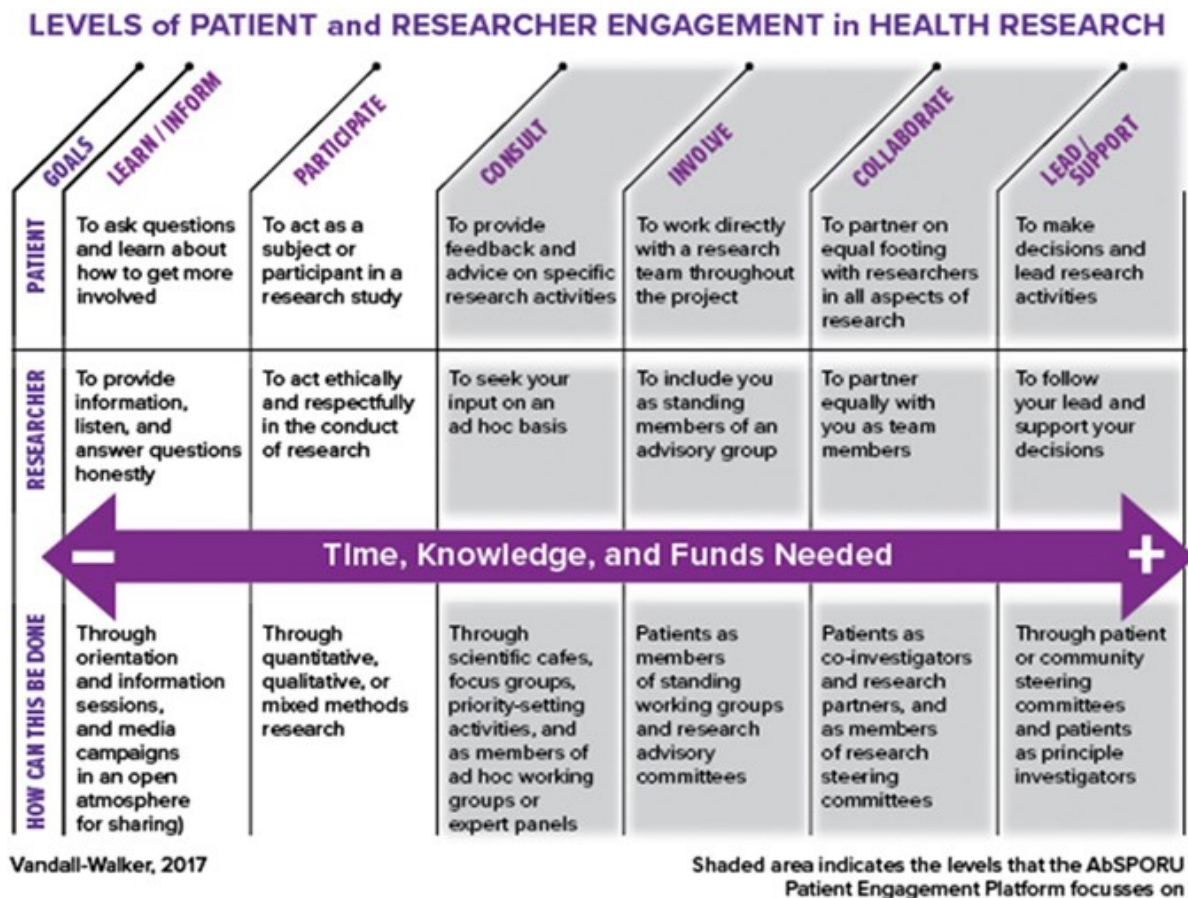 LEVELS of PATIENT and RESEARCHER ENGAGEMENT in HEALTH RESEARCH
GOALS
LEARN / INFORM
PARTICIPATE
CONSULT
INVOLVE
COLLABORATE
LEAD/
SUPPORT
PATIENT
To ask questions
and learn about
how to get more
involved
To act as a
subject or
participant in a
research study
To provide
feedback and
advice on specific
research activities
To work directly
with a research
team throughout
the project
To partner on
equal footing
with researchers
in all aspects of
research
To make
decisions and
lead research
activities
RESEARCHER
To provide
information,
listen, and
answer questions
honestly
To act ethically
and respectfully
in the conduct
of research
To seek your
input on an
ad hoc basis
To include you
as standing
members of an
advisory group
To partner
equally with
you as team
members
To follow
your lead and
support your
decisions
–
Time, Knowledge, and Funds Needed
+
HOW CAN THIS BE DONE
Through
orientation
and information
sessions,
and media
campaigns
in an open
atmosphere
for sharing)
Through
quantitative,
qualitative, or
mixed methods
research
Through
scientific cafes,
focus groups,
priority-setting
activities, and
as members of
ad hoc working
groups or
expert panels
Patients as
members
of standing
working groups
and research
advisory
committees
Patients as
co-investigators
and research
partners, and
as members
of research
steering
committees
Through patient
or community
steering
committees
and patients
as principle
investigators
Vandall-Walker, 2017
Shaded area indicates the levels that the AbSPORU
Patient Engagement Platform focusses on